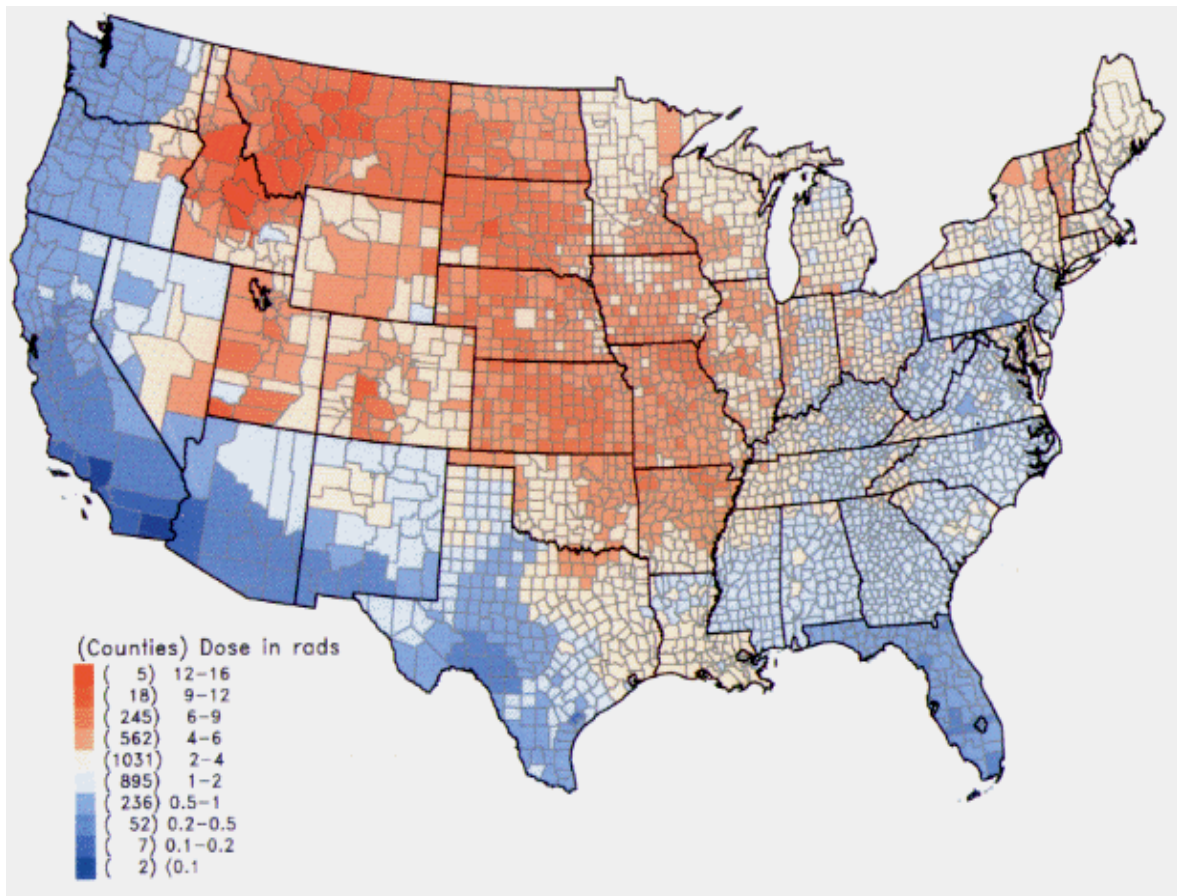 (Counties) Dose in rads
( 5) 12-16
( 18) 9-12
( 245) 6-9
( 562) 4-6
(1031) 2-4
( 895) 1-2
( 236) 0.5-1
( 52) 0.2-0.5
( 7) 0.1-0.2
( 2) (0.1